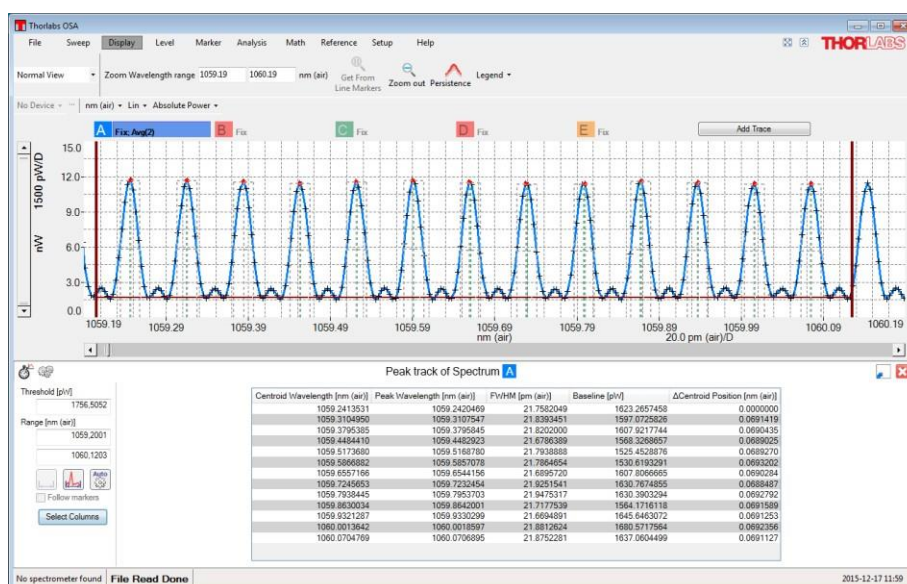 Thorlabs OSA
File Sweep Display Level Marker Analysis Math Reference Setup Help
THORLABS
Normal View Zoom Wavelength range 1059.19 1060.19 nm (air) Get From Line Markers Zoom out Persistence Legend
No Device nm (air) Lin Absolute Power
A Fix; Avg(2) B Fix C Fix D Fix E Fix Add Trace
15.0
12.0
9.0
6.0
3.0
0.0
1500 pW/D
nW
1059.19 1059.29 1059.39 1059.49 1059.59 1059.69 1059.79 1059.89 1059.99 1060.09 1060.19
nm (air) 20.0 pm (air)/D
Peak track of Spectrum A
Threshold [pW]
1756,5052
Range [nm (air)]
1059,2001
1060,1203
Auto
Follow markers
Select Columns
Centroid Wavelength [nm (air)] Peak Wavelength [nm (air)] FWHM [pm (air)] Baseline [pW] ΔCentroid Position [nm (air)]
1059.2413531 1059.2420469 21.7582049 1623.2657458 0.0000000
1059.3104950 1059.3107547 21.8393451 1597.0725826 0.0691419
1059.3795385 1059.3795845 21.8202000 1607.9217744 0.0690435
1059.4484410 1059.4482923 21.6786389 1568.3268657 0.0689025
1059.5173680 1059.5168780 21.7938888 1525.4528876 0.0689270
1059.5866882 1059.5857078 21.7864654 1530.6193291 0.0693202
1059.6557166 1059.6544156 21.6895720 1607.8066665 0.0690284
1059.7245653 1059.7232454 21.9251541 1630.7674855 0.0688487
1059.7938445 1059.7953703 21.9475317 1630.3903294 0.0692792
1059.8630034 1059.8642001 21.7177539 1564.1716118 0.0691589
1059.9321287 1059.9330299 21.6694891 1645.6463072 0.0691253
1060.0013642 1060.0018597 21.8812624 1680.5717564 0.0692356
1060.0704769 1060.0706895 21.8752281 1637.0604499 0.0691127
No spectrometer found File Read Done 2015-12-17 11:59